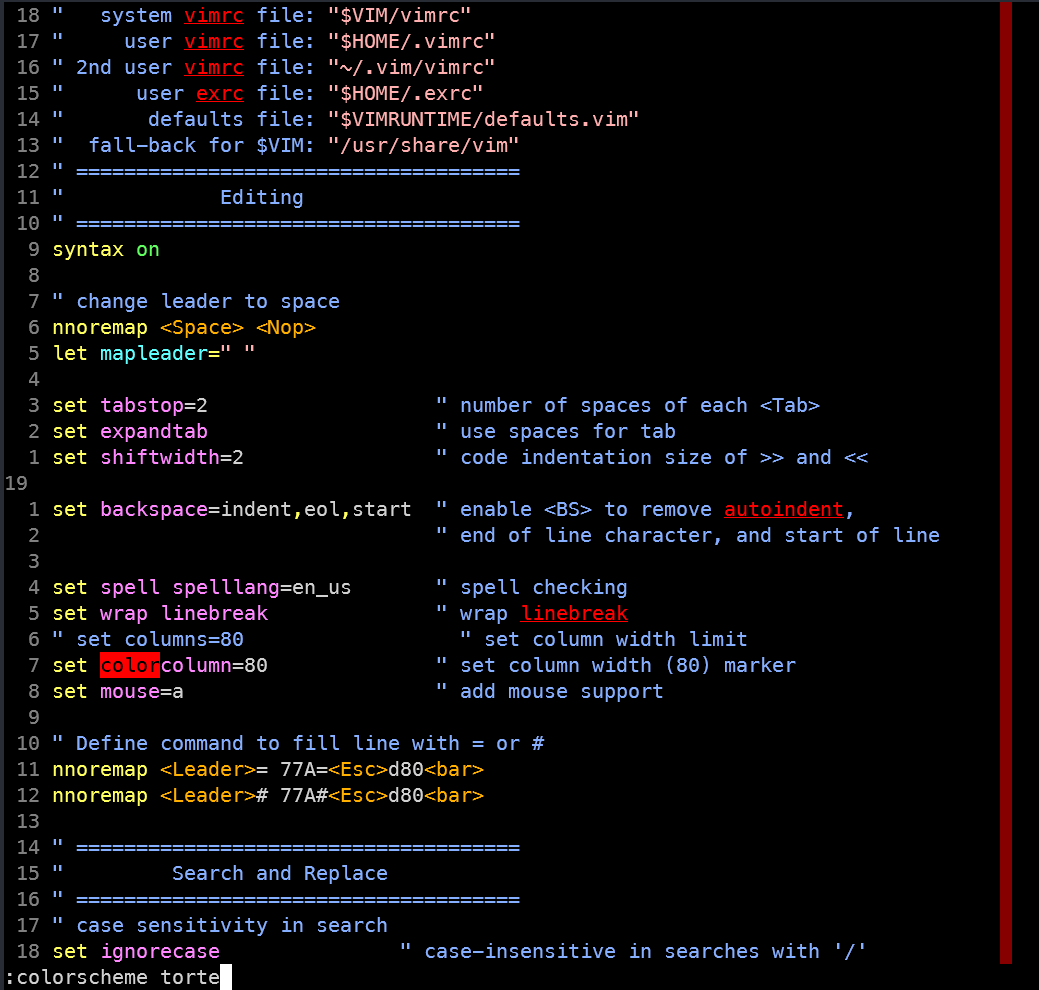 18 "   system vimrc file: "$VIM/vimrc"
17 "     user vimrc file: "$HOME/.vimrc"
16 " 2nd user vimrc file: "~/.vim/vimrc"
15 "      user exrc file: "$HOME/.exrc"
14 "       defaults file: "$VIMRUNTIME/defaults.vim"
13 "  fall-back for $VIM: "/usr/share/vim"
12 " =====================================
11 "             Editing
10 " =====================================
9 syntax on
8
7 " change leader to space
6 nnoremap <Space> <Nop>
5 let mapleader=" "
4
3 set tabstop=2                   " number of spaces of each <Tab>
2 set expandtab                   " use spaces for tab
1 set shiftwidth=2                " code indentation size of >> and <<
19
1 set backspace=indent,eol,start  " enable <BS> to remove autoindent,
2                                 " end of line character, and start of line
3
4 set spell spelllang=en_us       " spell checking
5 set wrap linebreak              " wrap linebreak
6 " set columns=80                  " set column width limit
7 set colorcolumn=80              " set column width (80) marker
8 set mouse=a                     " add mouse support
9
10 " Define command to fill line with = or #
11 nnoremap <Leader>= 77A=<Esc>d80<bar>
12 nnoremap <Leader># 77A#<Esc>d80<bar>
13
14 " =====================================
15 "         Search and Replace
16 " =====================================
17 " case sensitivity in search
18 set ignorecase               " case-insensitive in searches with '/'
:colorscheme torte